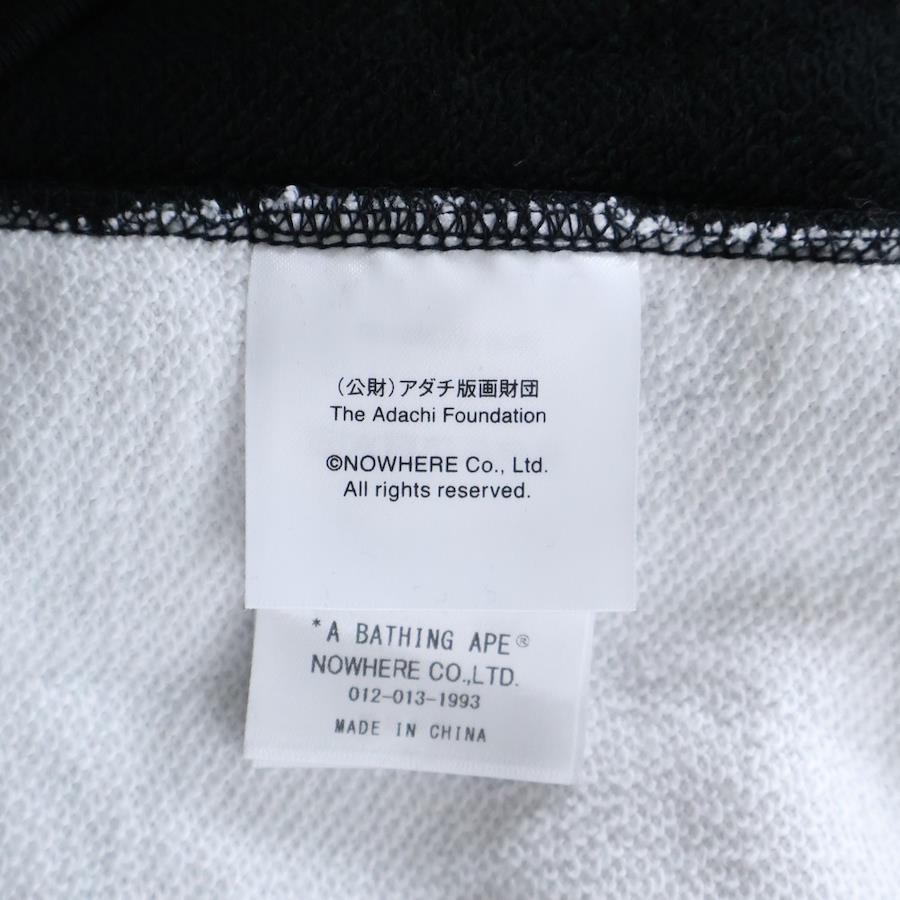 （公財）アダチ版画財団
The Adachi Foundation
©NOWHERE Co., Ltd.
All rights reserved.
*A BATHING APE®
NOWHERE CO.,LTD.
012-013-1993
MADE IN CHINA